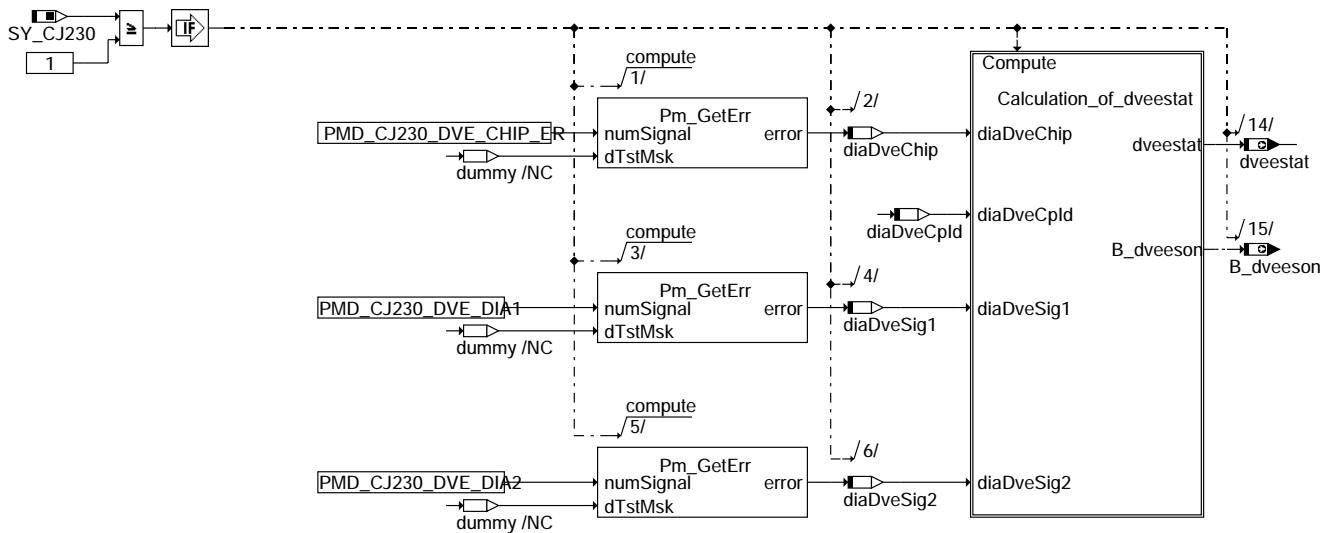 SY_CJ230
≥
1
IF
compute
1/
Pm_GetErr
PMD_CJ230_DVE_CHIP_ER
numSignal
error
dTstMsk
dummy /NC
2/
diaDveChip
Compute
Calculation_of_dveestat
diaDveChip
dveestat
14/
dveestat
diaDveCpId
diaDveCpId
B_dveeson
15/
B_dveeson
compute
3/
Pm_GetErr
PMD_CJ230_DVE_DIA1
numSignal
error
dTstMsk
dummy /NC
4/
diaDveSig1
diaDveSig1
compute
5/
Pm_GetErr
PMD_CJ230_DVE_DIA2
numSignal
error
dTstMsk
dummy /NC
6/
diaDveSig2
diaDveSig2